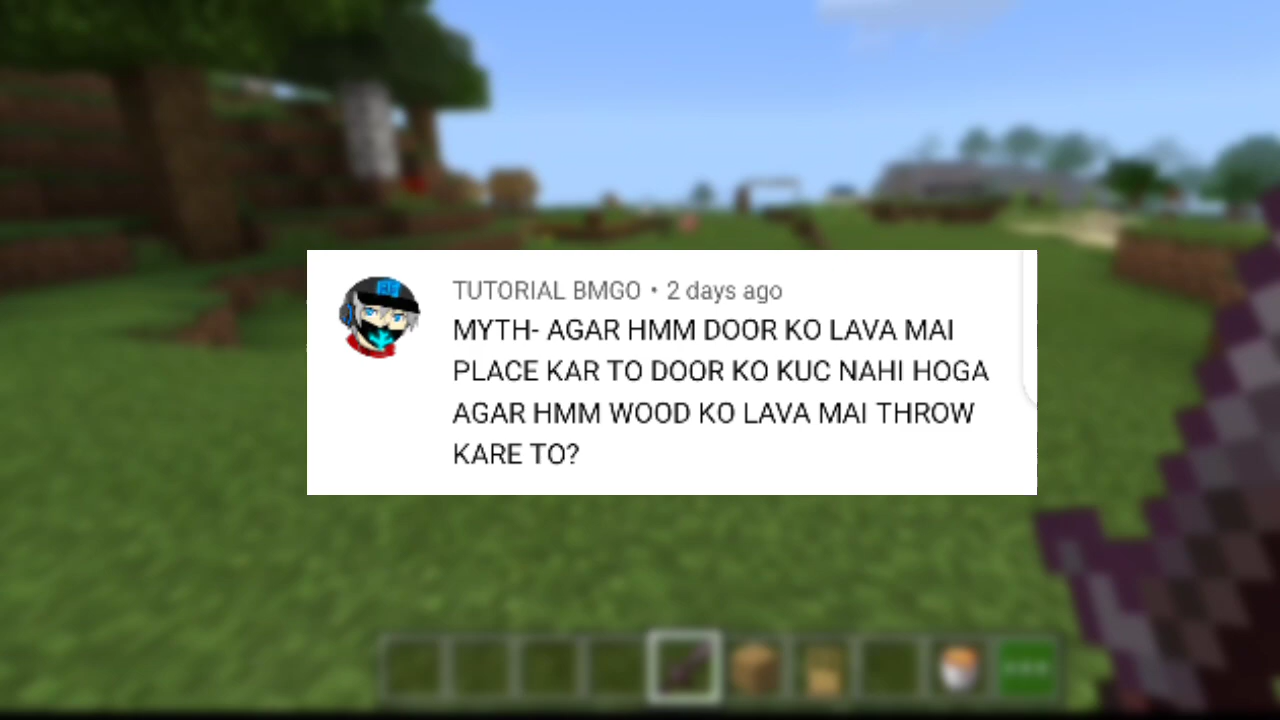 TUTORIAL BMGO • 2 days ago
MYTH- AGAR HMM DOOR KO LAVA MAI
PLACE KAR TO DOOR KO KUC NAHI HOGA
AGAR HMM WOOD KO LAVA MAI THROW
KARE TO?